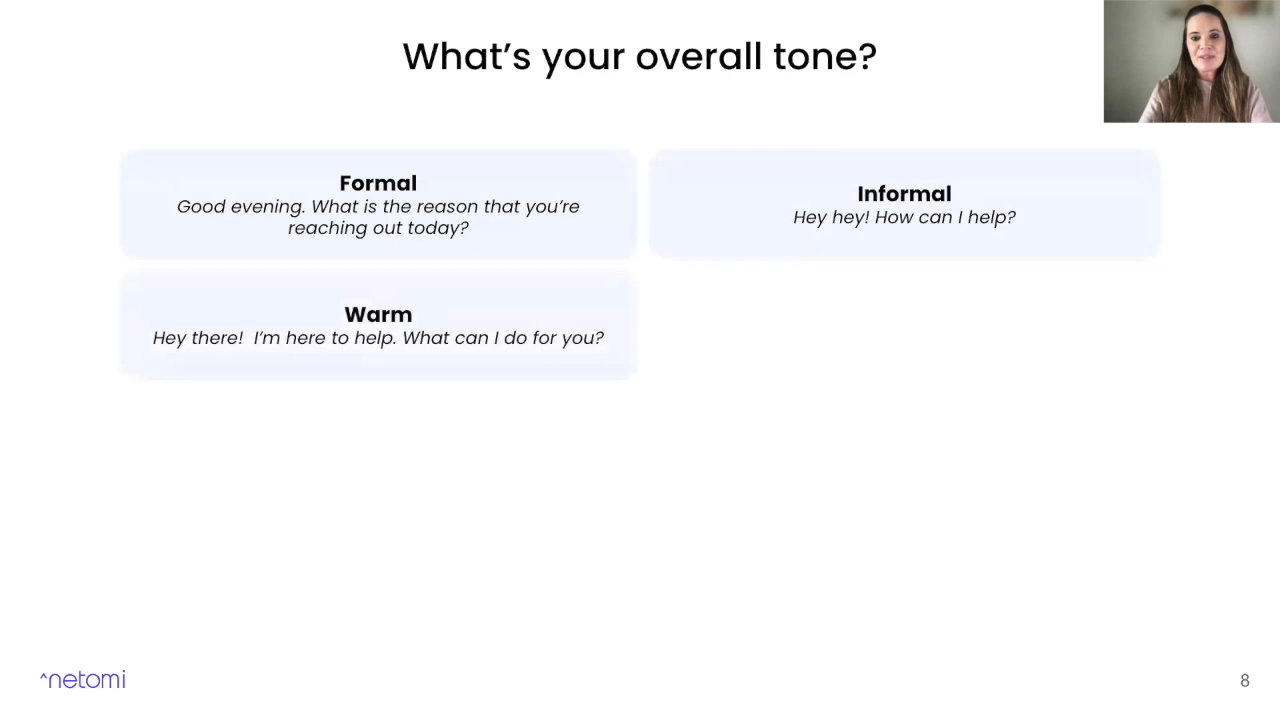 What's your overall tone?
Formal
Good evening. What is the reason that you're
reaching out today?
Informal
Hey hey! How can I help?
Warm
Hey there!  I'm here to help. What can I do for you?
^netomi
8